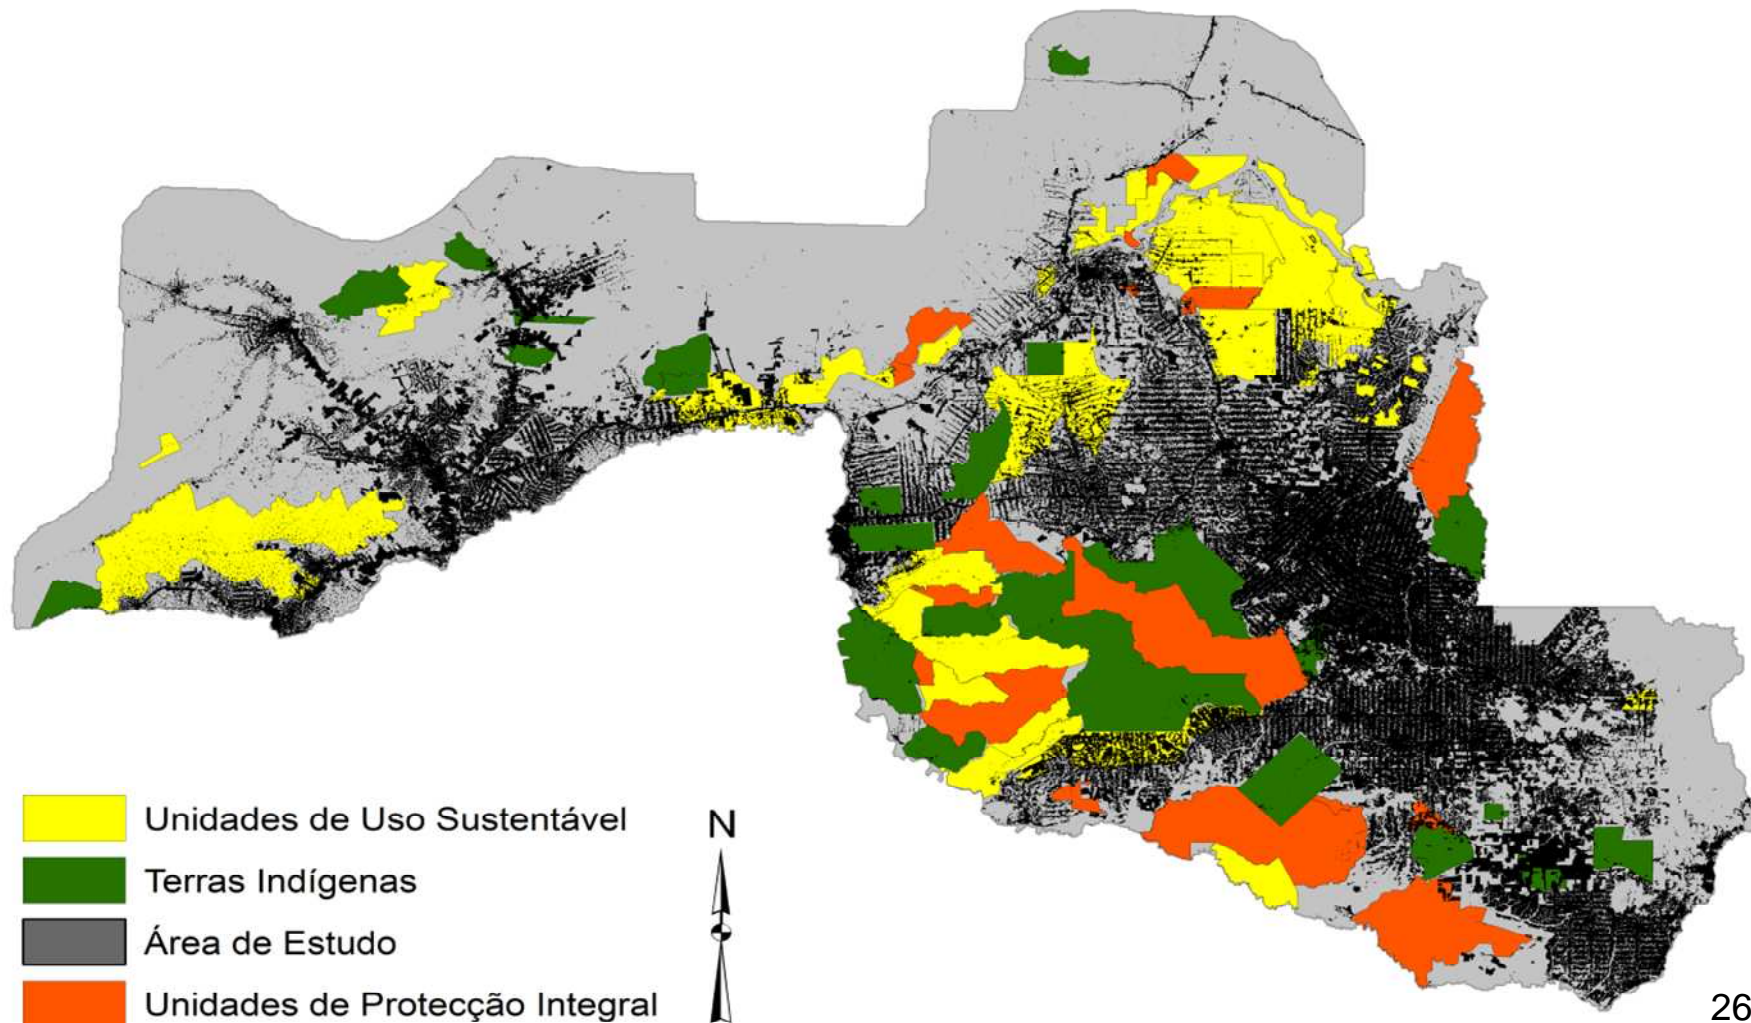 Unidades de Uso Sustentável
Terras Indígenas
Área de Estudo
Unidades de Protecção Integral
N
26